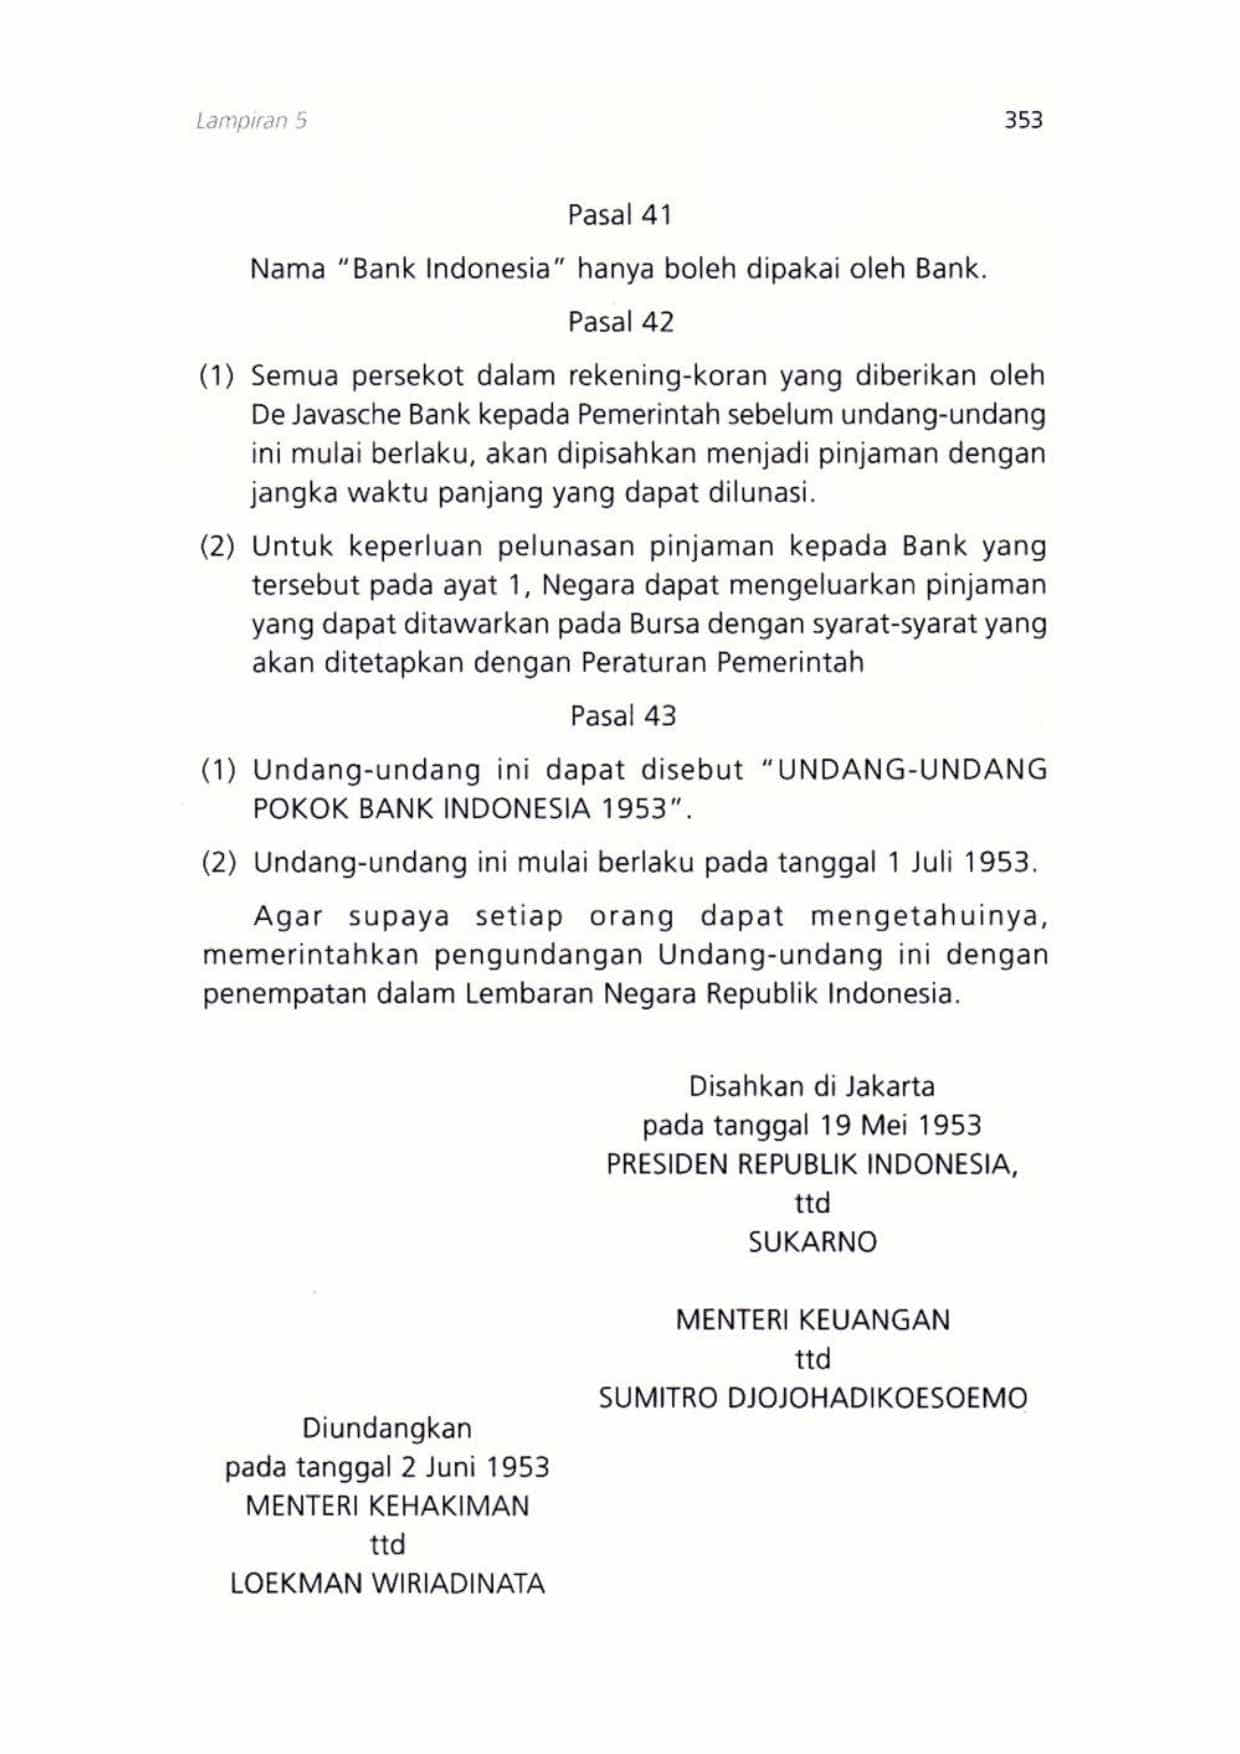 Lampiran 5
353
Pasal 41
Nama “Bank Indonesia” hanya boleh dipakai oleh Bank.
Pasal 42
(1) Semua persekot dalam rekening-koran yang diberikan oleh
De Javasche Bank kepada Pemerintah sebelum undang-undang
ini mulai berlaku, akan dipisahkan menjadi pinjaman dengan
jangka waktu panjang yang dapat dilunasi.
(2) Untuk keperluan pelunasan pinjaman kepada Bank yang
tersebut pada ayat 1, Negara dapat mengeluarkan pinjaman
yang dapat ditawarkan pada Bursa dengan syarat-syarat yang
akan ditetapkan dengan Peraturan Pemerintah
Pasal 43
(1) Undang-undang ini dapat disebut “UNDANG-UNDANG
POKOK BANK INDONESIA 1953”.
(2) Undang-undang ini mulai berlaku pada tanggal 1 Juli 1953.
Agar supaya setiap orang dapat mengetahuinya,
memerintahkan pengundangan Undang-undang ini dengan
penempatan dalam Lembaran Negara Republik Indonesia.
Disahkan di Jakarta
pada tanggal 19 Mei 1953
PRESIDEN REPUBLIK INDONESIA,
ttd
SUKARNO
MENTERI KEUANGAN
ttd
SUMITRO DJOJOHADIKOESOEMO
Diundangkan
pada tanggal 2 Juni 1953
MENTERI KEHAKIMAN
ttd
LOEKMAN WIRIADINATA